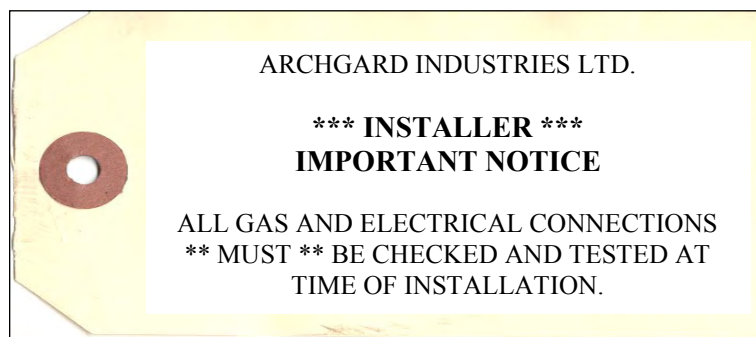 ARCHGARD INDUSTRIES LTD.
*** INSTALLER ***
IMPORTANT NOTICE
ALL GAS AND ELECTRICAL CONNECTIONS
** MUST ** BE CHECKED AND TESTED AT
TIME OF INSTALLATION.